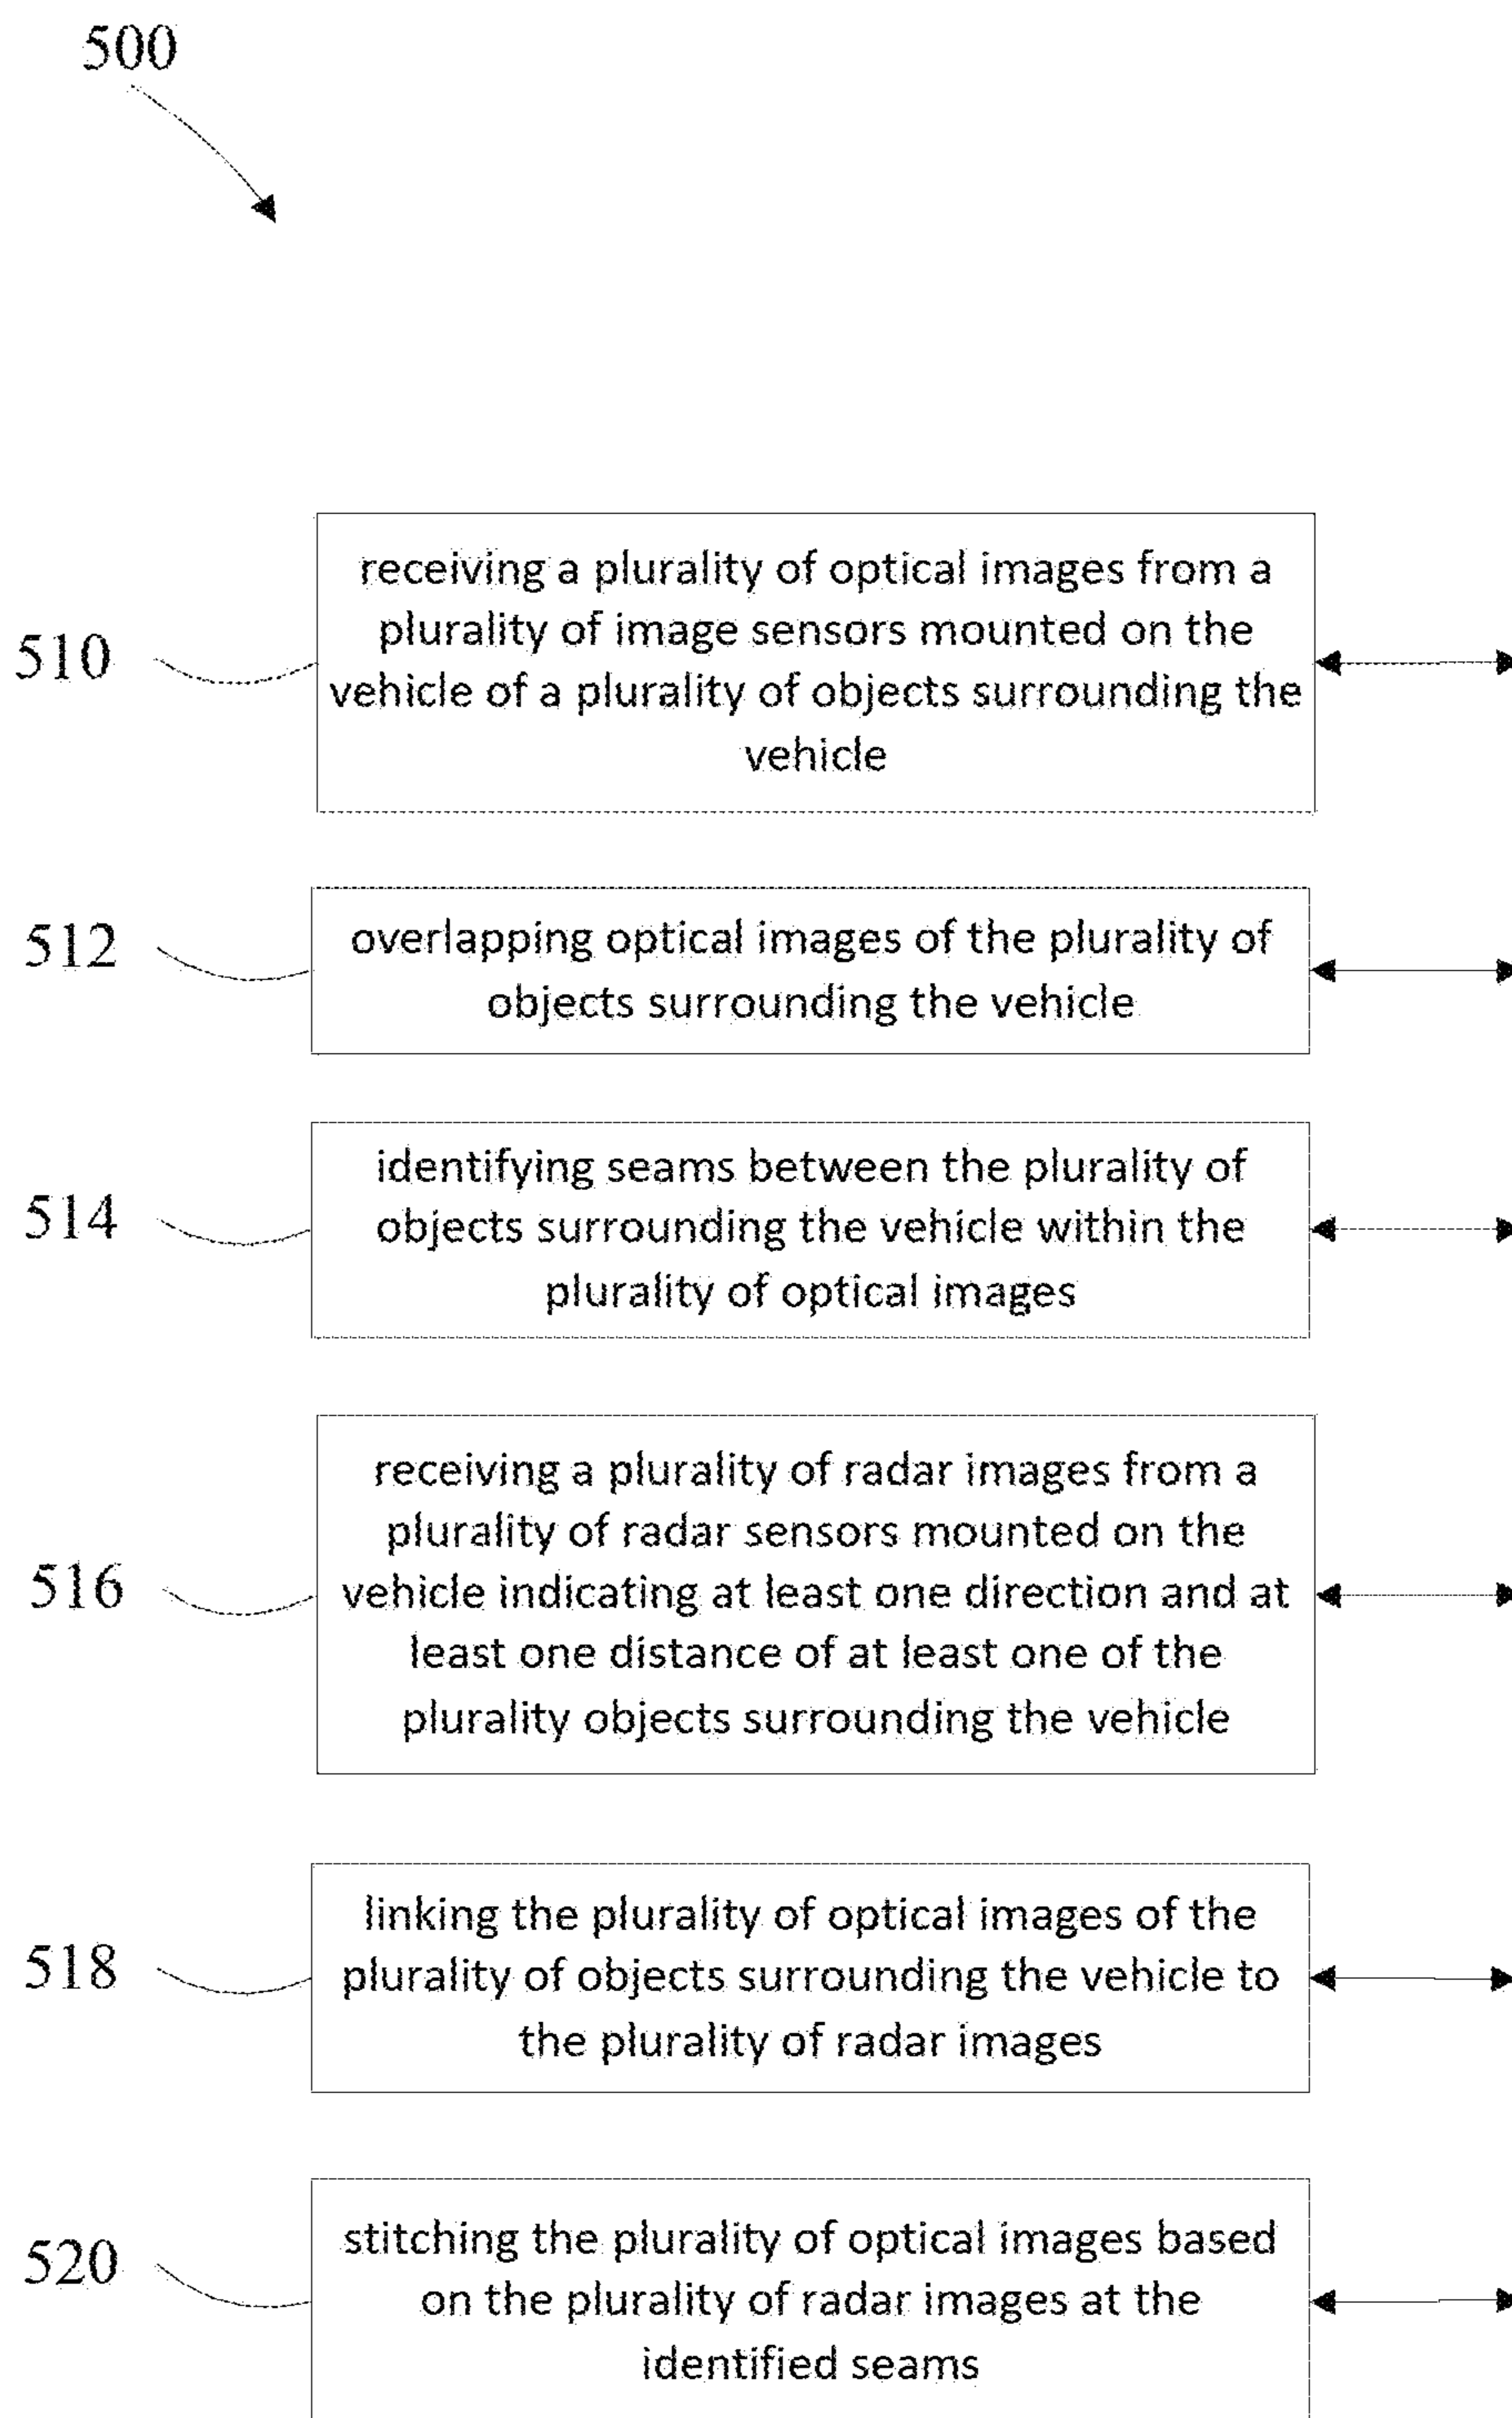 500
510
receiving a plurality of optical images from a
plurality of image sensors mounted on the
vehicle of a plurality of objects surrounding the
vehicle
512
overlapping optical images of the plurality of
objects surrounding the vehicle
514
identifying seams between the plurality of
objects surrounding the vehicle within the
plurality of optical images
516
receiving a plurality of radar images from a
plurality of radar sensors mounted on the
vehicle indicating at least one direction and at
least one distance of at least one of the
plurality objects surrounding the vehicle
518
linking the plurality of optical images of the
plurality of objects surrounding the vehicle to
the plurality of radar images
520
stitching the plurality of optical images based
on the plurality of radar images at the
identified seams